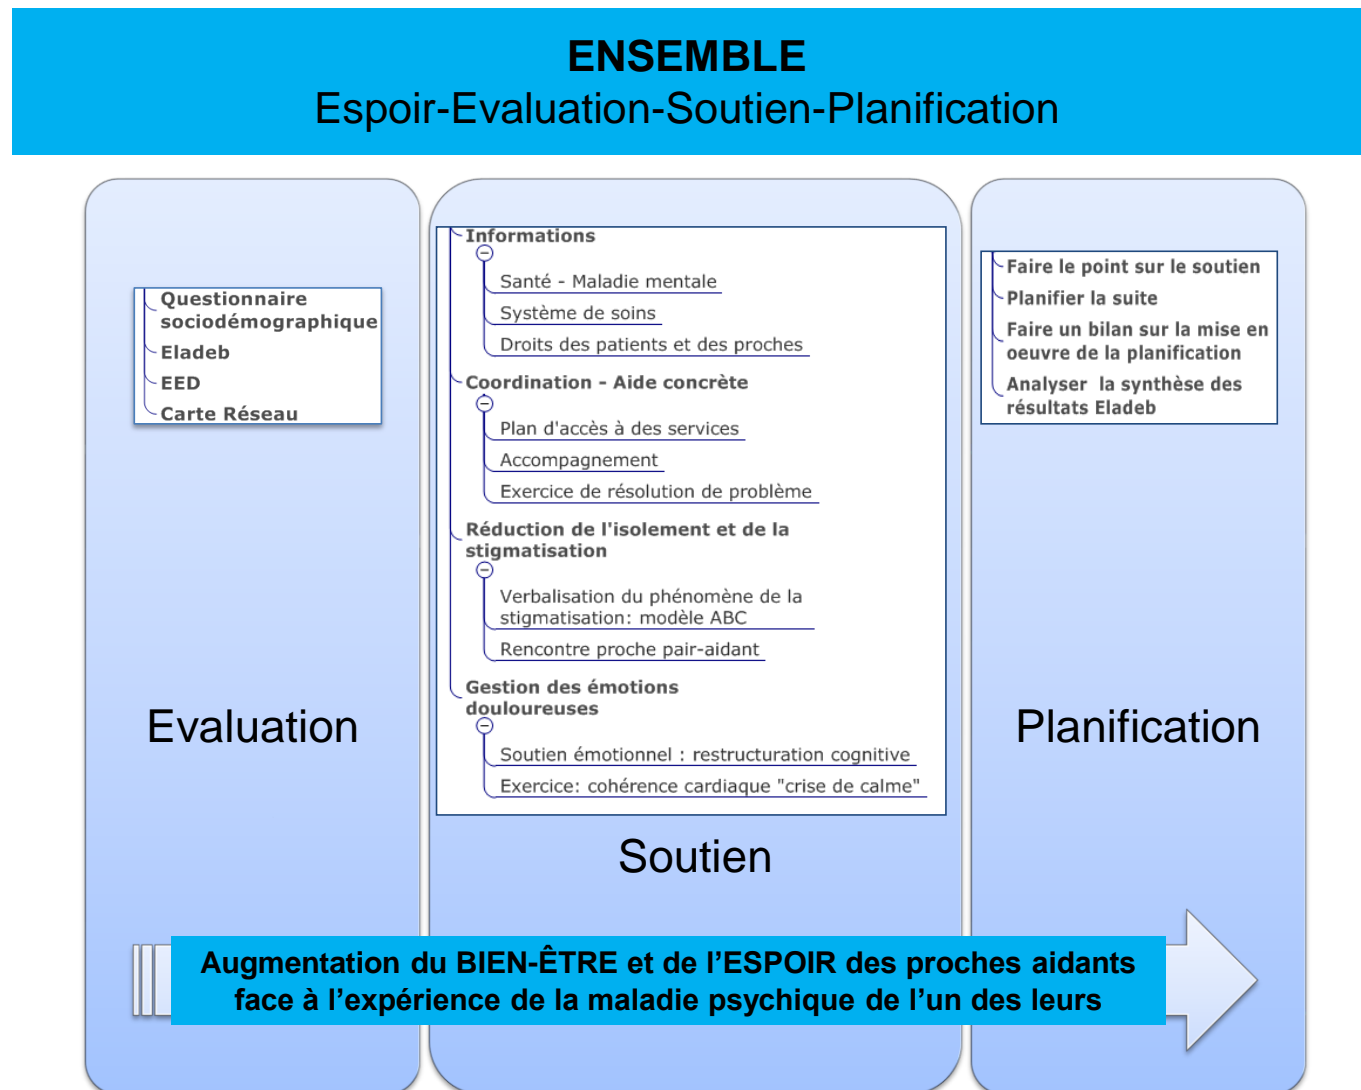 ENSEMBLE
Espoir-Evaluation-Soutien-Planification
Questionnaire
sociodémographique
Eladeb
EED
Carte Réseau
Evaluation
Informations
Santé - Maladie mentale
Système de soins
Droits des patients et des proches
Coordination - Aide concrète
Plan d'accès à des services
Accompagnement
Exercice de résolution de problème
Réduction de l'isolement et de la
stigmatisation
Verbalisation du phénomène de la
stigmatisation: modèle ABC
Rencontre proche pair-aidant
Gestion des émotions
douloureuses
Soutien émotionnel : restructuration cognitive
Exercice: cohérence cardiaque "crise de calme"
Soutien
Faire le point sur le soutien
Planifier la suite
Faire un bilan sur la mise en
oeuvre de la planification
Analyser la synthèse des
résultats Eladeb
Planification
Augmentation du BIEN-ÊTRE et de l’ESPOIR des proches aidants
face à l’expérience de la maladie psychique de l’un des leurs